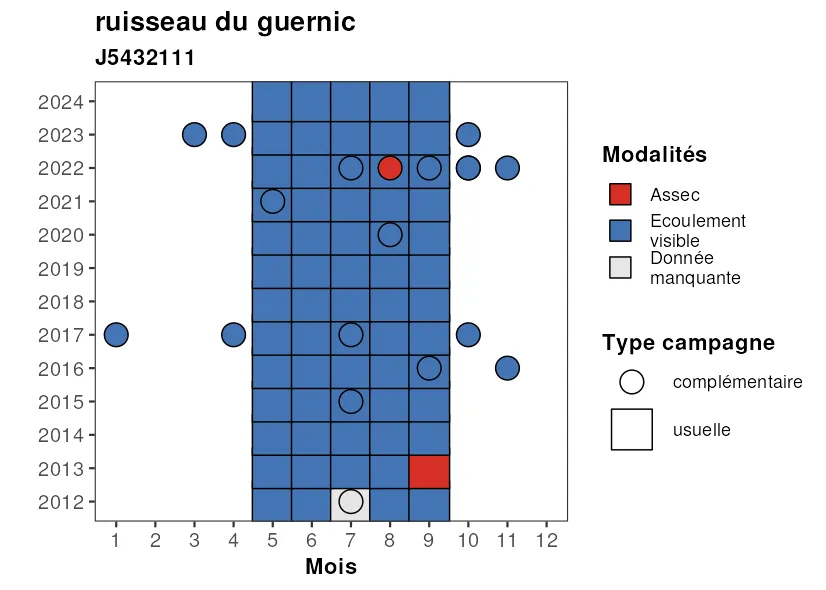 ruisseau du guernic
J5432111
2024
2023
2022
2021
2020
2019
2018
2017
2016
2015
2014
2013
2012
1 2 3 4 5 6 7 8 9 10 11 12
Mois
Modalités
Assec
Ecoulement
visible
Donnée
manquante
Type campagne
complémentaire
usuelle